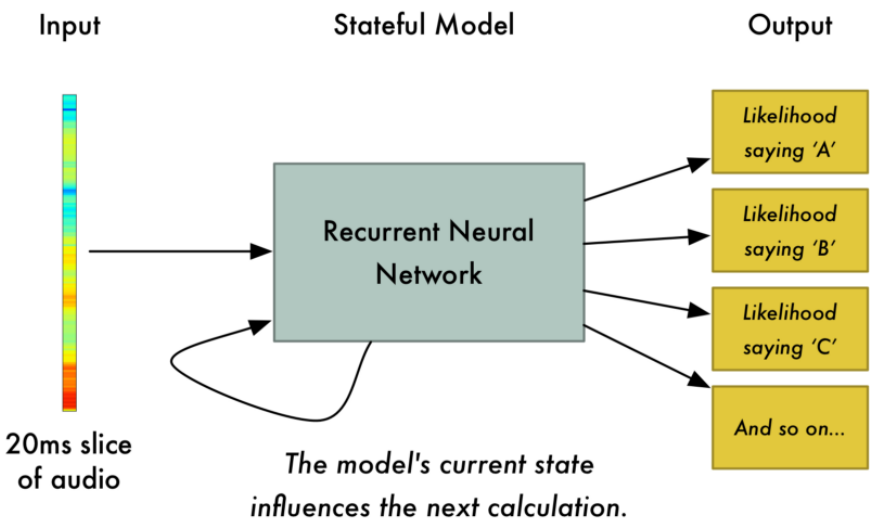 Input
Stateful Model
Output
Likelihood
saying 'A'
Likelihood
saying 'B'
Recurrent Neural
Network
Likelihood
saying 'C'
And so on...
20ms slice
of audio
The model's current state
influences the next calculation.